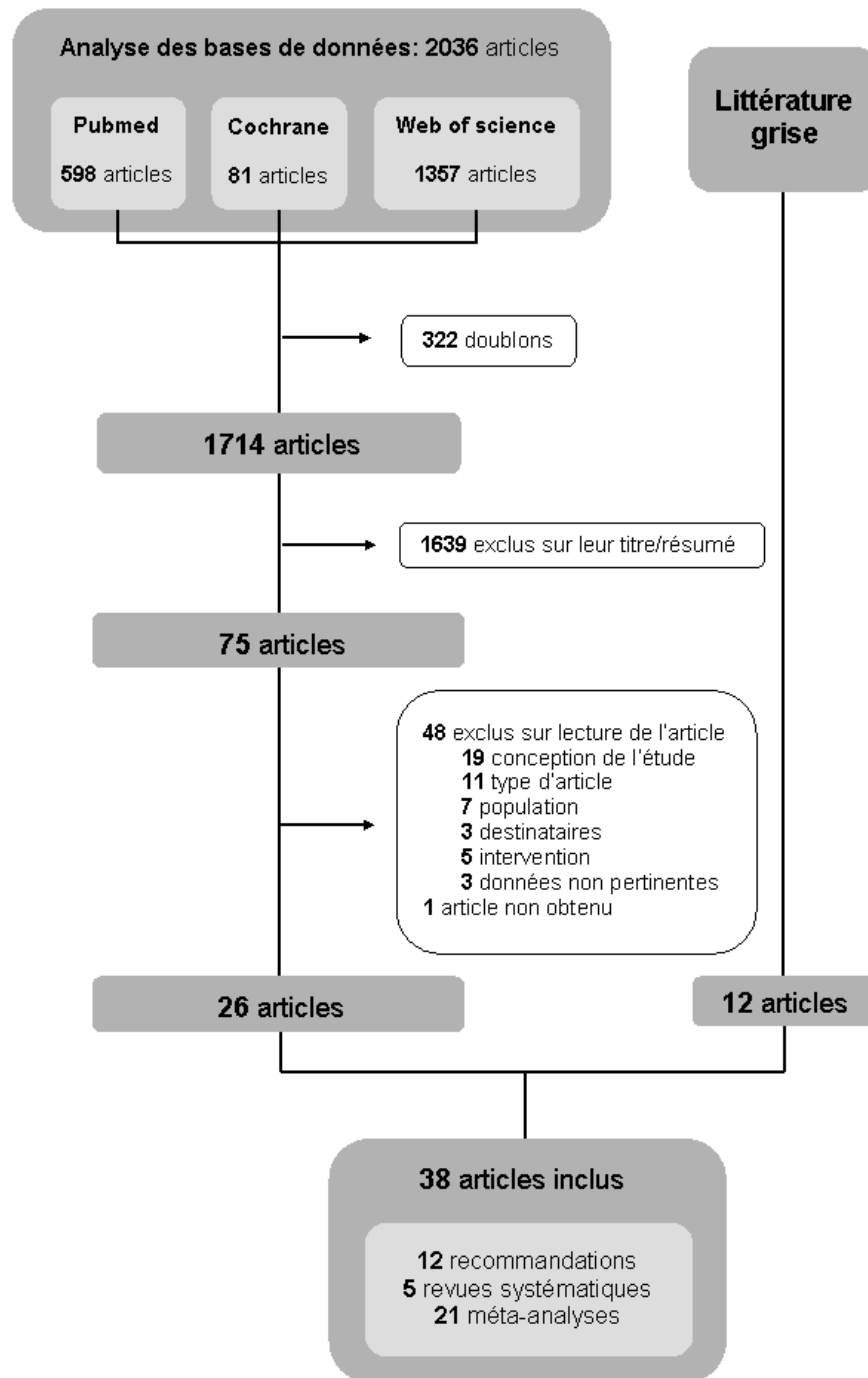 Analyse des bases de données: 2036 articles
Pubmed
598 articles
Cochrane
81 articles
Web of science
1357 articles
Littérature
grise
322 doublons
1714 articles
1639 exclus sur leur titre/résumé
75 articles
48 exclus sur lecture de l'article
19 conception de l'étude
11 type d'article
7 population
3 destinataires
5 intervention
3 données non pertinentes
1 article non obtenu
26 articles
12 articles
38 articles inclus
12 recommandations
5 revues systématiques
21 méta-analyses